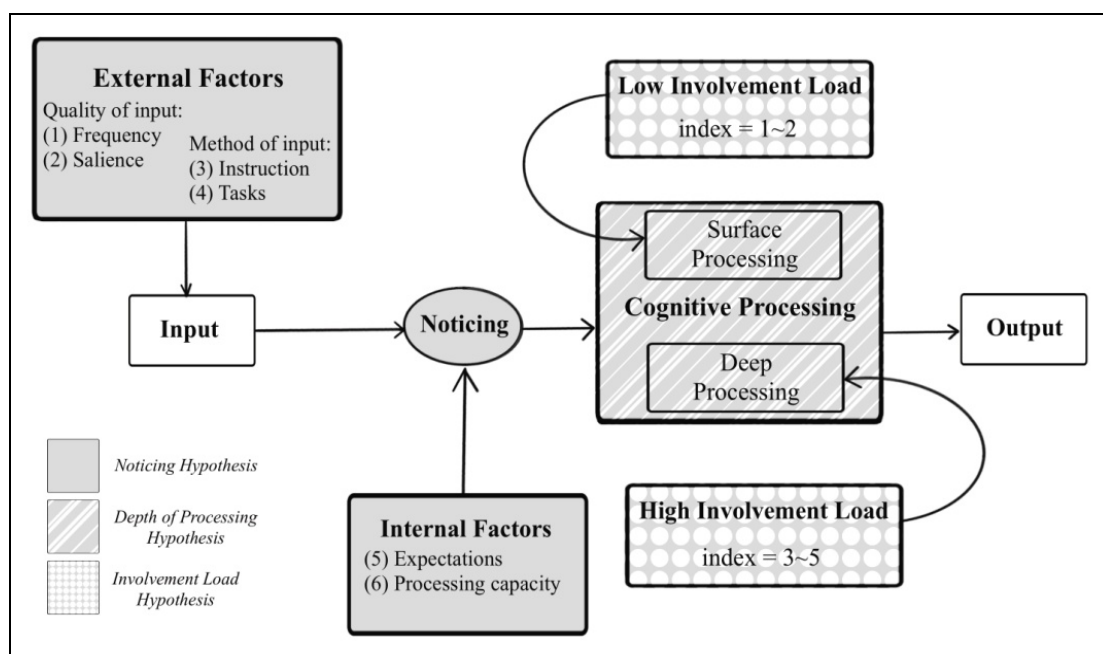 External Factors
Quality of input:
(1) Frequency
(2) Salience
Method of input:
(3) Instruction
(4) Tasks
Low Involvement Load
index = 1~2
Surface
Processing
Cognitive Processing
Deep
Processing
Input
Noticing
Output
Internal Factors
(5) Expectations
(6) Processing capacity
High Involvement Load
index = 3~5
Noticing Hypothesis
Depth of Processing
Hypothesis
Involvement Load
Hypothesis